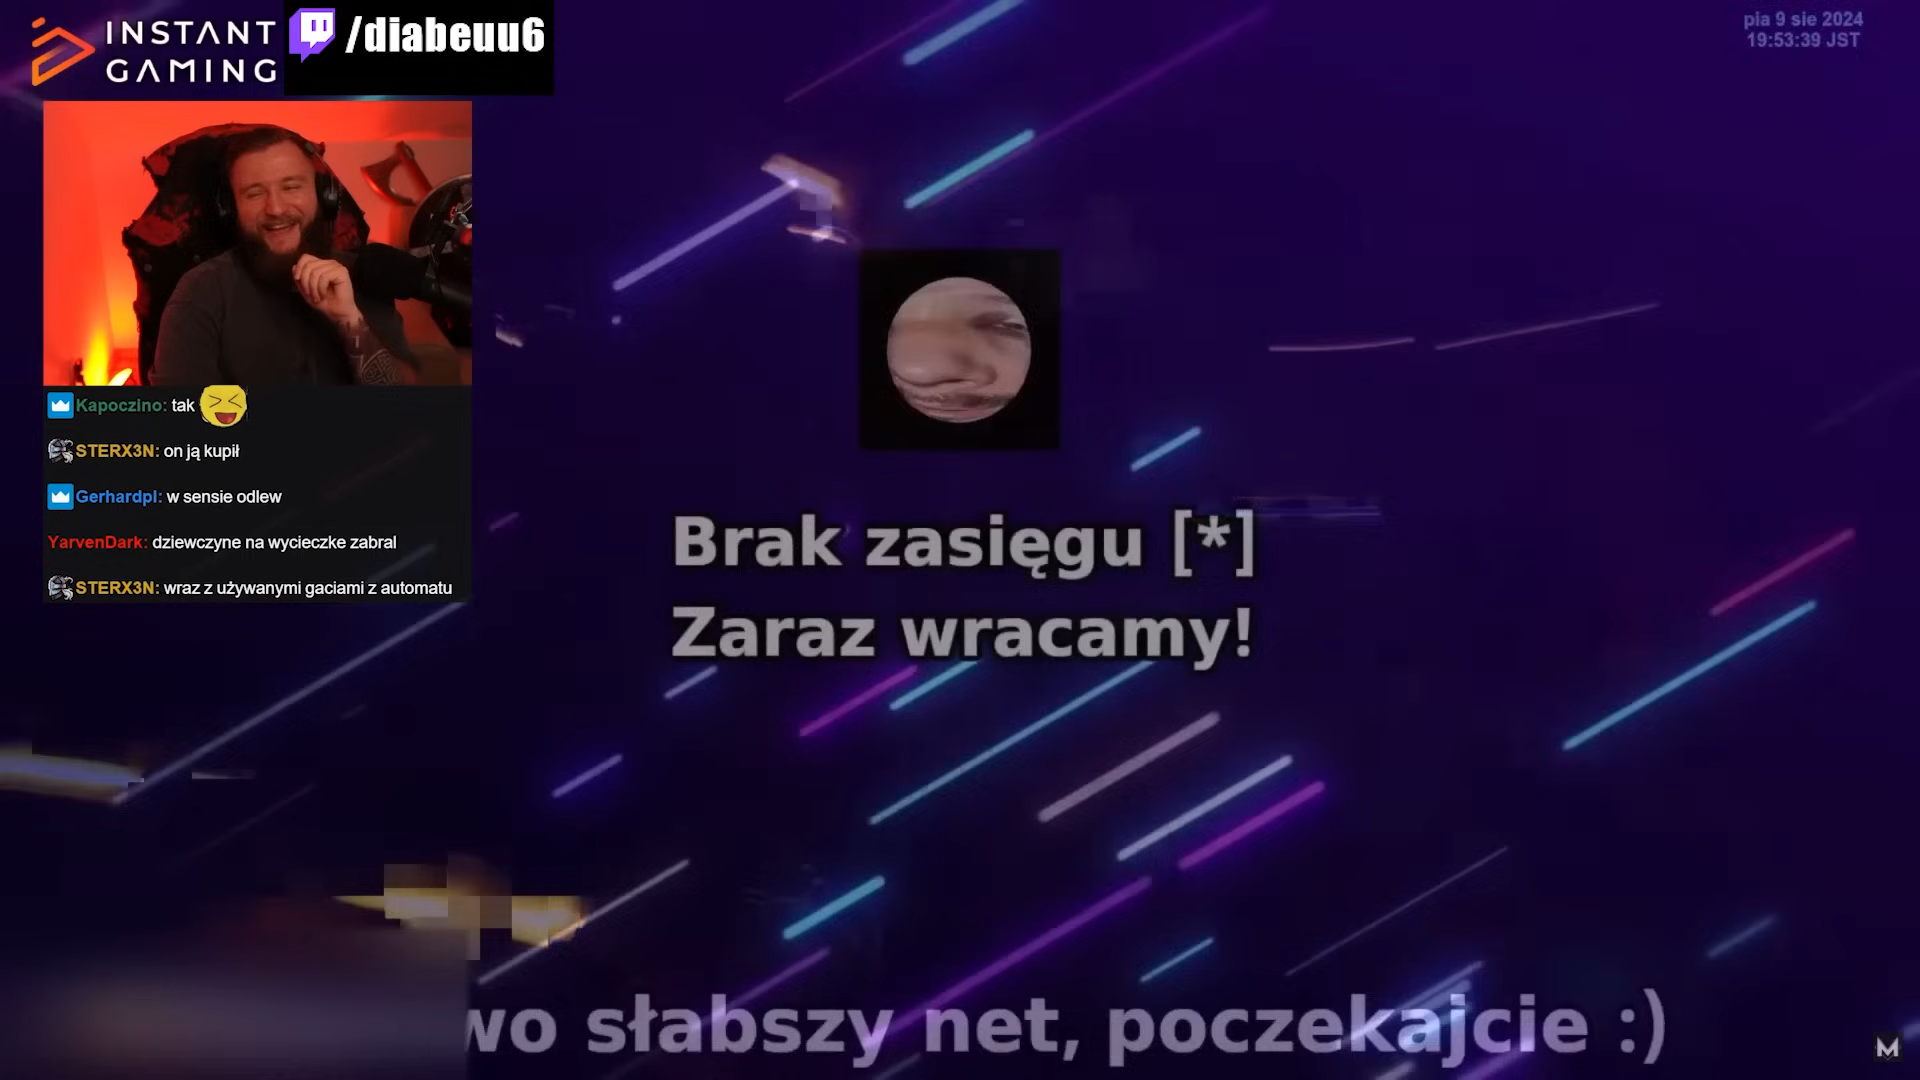 INSTANT
GAMING
/diabeuu6
pia 9 sie 2024
19:53:39 JST
Kapoczino: tak
STERX3N: on ją kupił
Gerhardpl: w sensie odlew
YarvenDark: dziewczyne na wycieczke zabral
STERX3N: wraz z używanymi gaciami z automatu
Brak zasięgu [*]
Zaraz wracamy!
słabszy net, poczekajcie :)
M